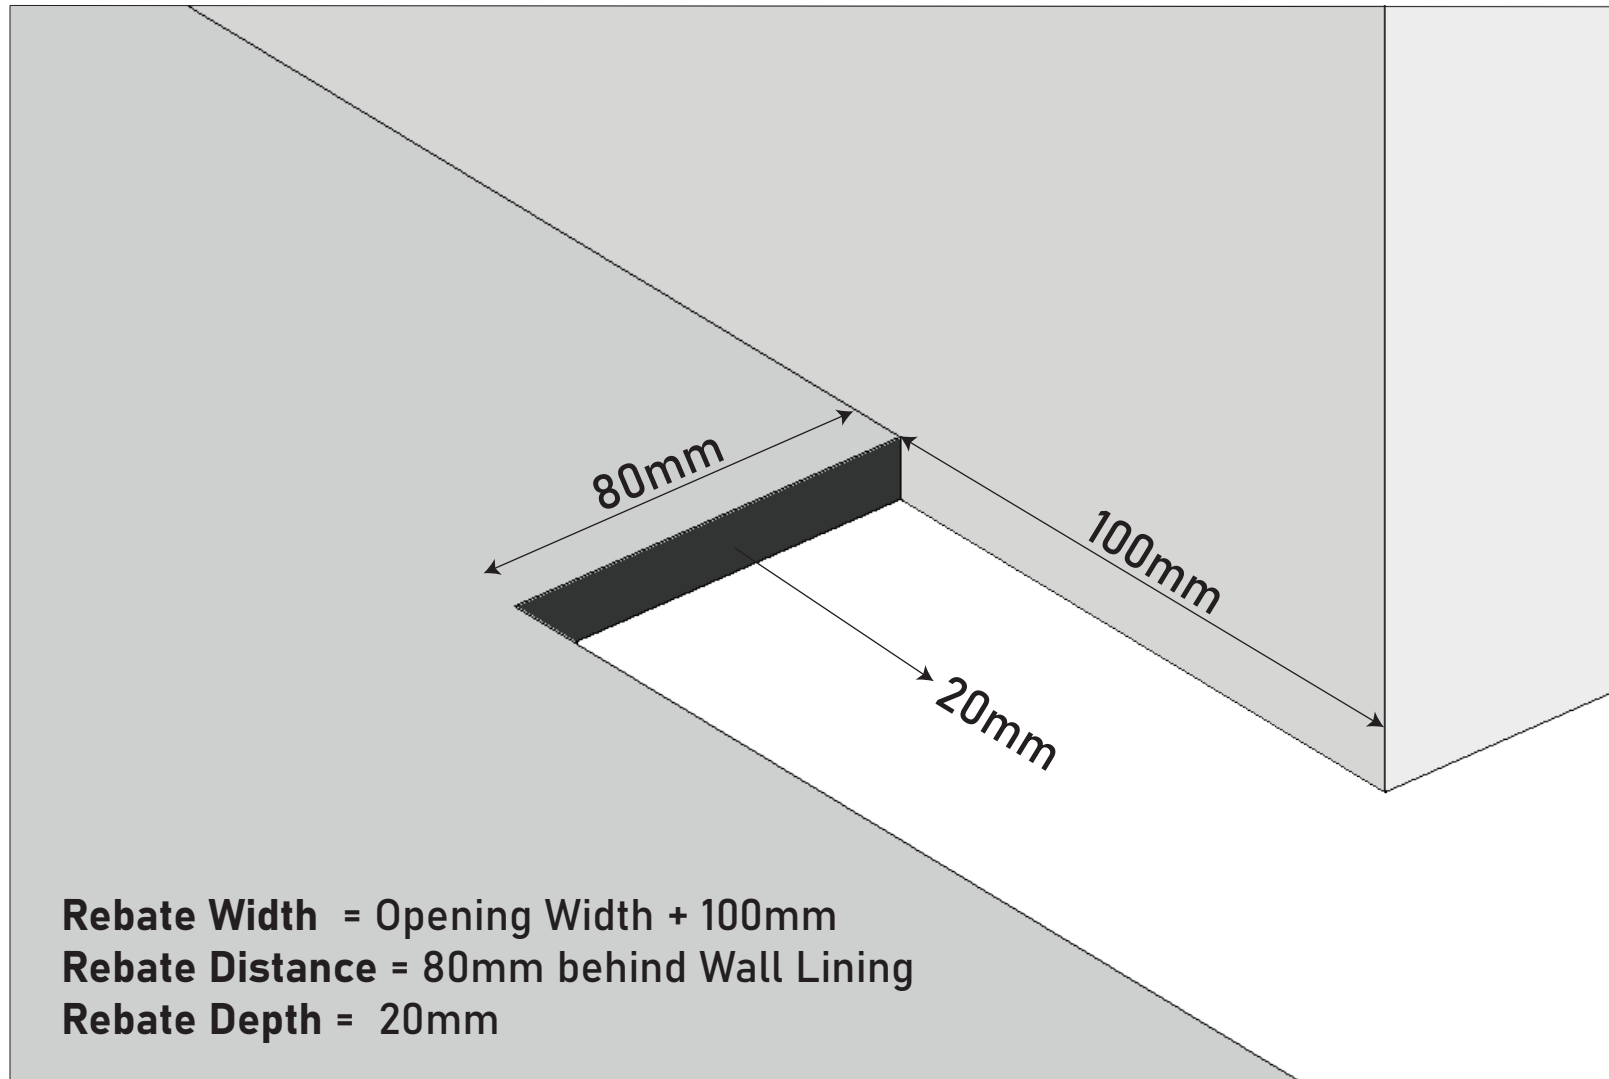 80mm
100mm
20mm
Rebate Width = Opening Width + 100mm
Rebate Distance = 80mm behind Wall Lining
Rebate Depth = 20mm